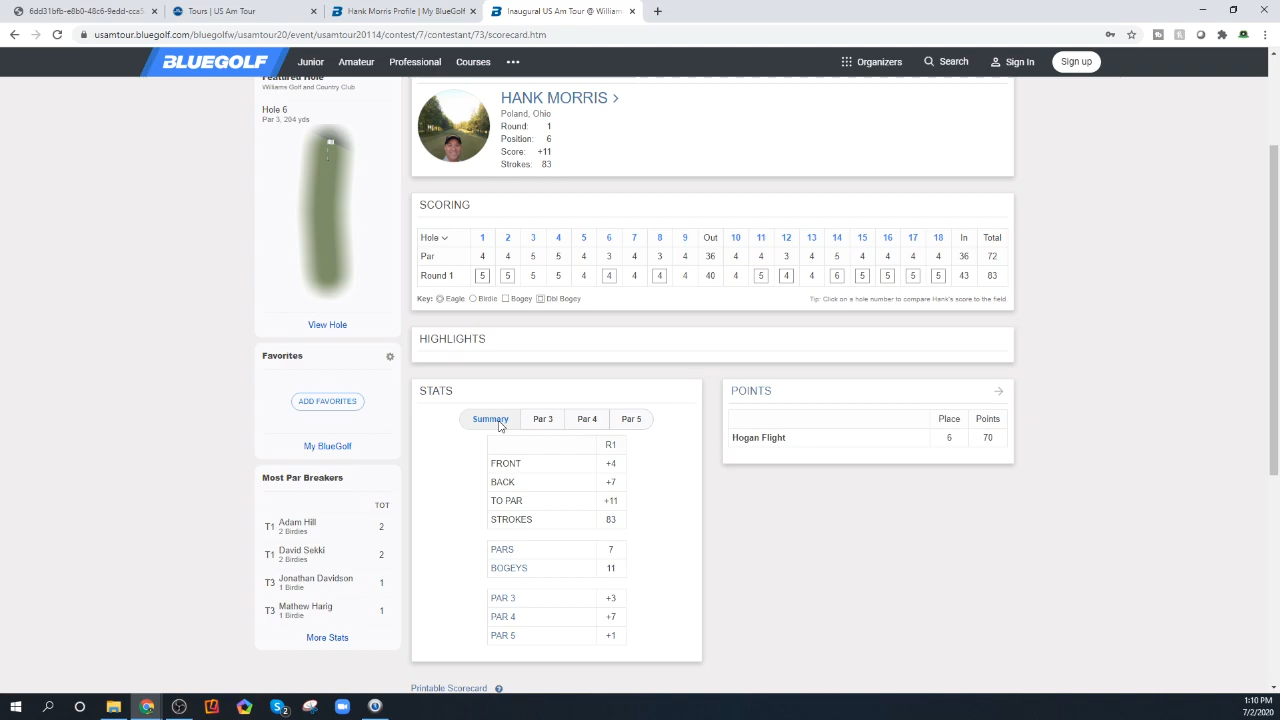 6dd31bfb-e8b0-48c6-9edd-cca5
Tours | US Am Tour
Hank Morris Profile | My BlueGolf
Inaugural US Am Tour @ William
usamtour.bluegolf.com/bluegolfw/usamtour20/event/usamtour20114/contest/7/contestant/73/scorecard.htm
BLUEGOLF
Junior
Amateur
Professional
Courses
Organizers
Search
Sign In
Sign up
Featured Hole
Williams Golf and Country Club
Hole 6
Par 3, 204 yds
View Hole
Favorites
ADD FAVORITES
My BlueGolf
Most Par Breakers
TOT
T1 Adam Hill 2
2 Birdies
T1 David Sekki 2
2 Birdies
T3 Jonathan Davidson 1
1 Birdie
T3 Mathew Harig 1
1 Birdie
More Stats
HANK MORRIS
Poland, Ohio
Round: 1
Position: 6
Score: +11
Strokes: 83
SCORING
Hole 1 2 3 4 5 6 7 8 9 Out 10 11 12 13 14 15 16 17 18 In Total
Par 4 4 5 5 4 3 4 3 4 36 4 4 3 4 5 4 4 4 4 36 72
Round 1 5 5 5 5 4 4 4 4 4 40 4 5 4 4 6 5 5 5 5 43 83
Key: Eagle Birdie Bogey Dbl Bogey
Tip: Click on a hole number to compare Hank's score to the field.
HIGHLIGHTS
STATS
Summary Par 3 Par 4 Par 5
R1
FRONT +4
BACK +7
TO PAR +11
STROKES 83
PARS 7
BOGEYS 11
PAR 3 +3
PAR 4 +7
PAR 5 +1
POINTS
Place Points
Hogan Flight 6 70
Printable Scorecard
1:10 PM
7/2/2020